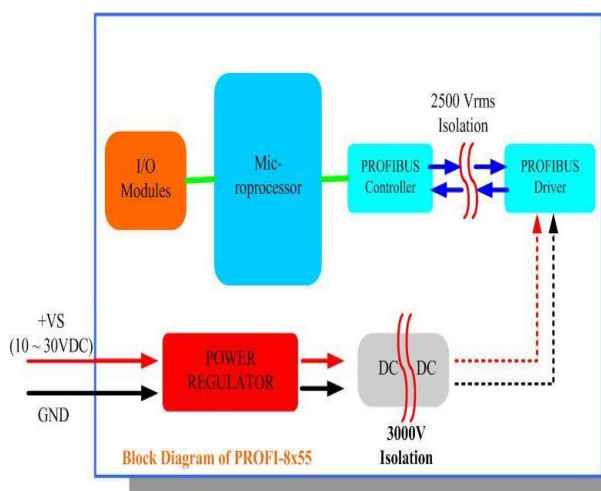 2500 Vrms
Isolation
I/O
Modules
Mic-
roprocessor
PROFIBUS
Controller
PROFIBUS
Driver
+VS
(10 ~ 30VDC)
GND
POWER
REGULATOR
DC DC
3000V
Isolation
Block Diagram of PROFI-8x55